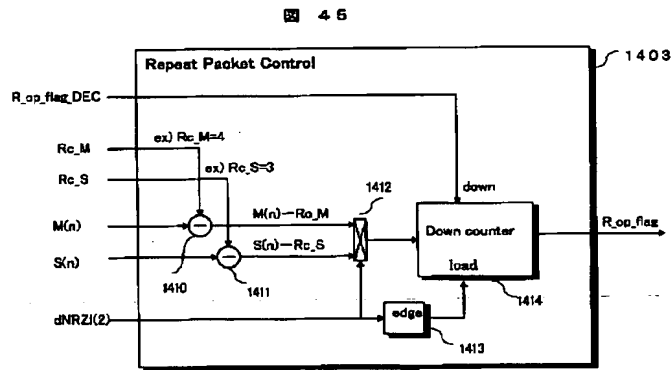 図 45
Repeat Packet Control
1403
R_op_flag_DEC
ex) Rc_M=4
Rc_M
ex) Rc_S=3
Rc_S
1412
down
M(n)
M(n)−Rc_M
R_op_flag
Down counter
S(n)
S(n)−Rc_S
load
1410
1411
1414
edge
dNRZI(2)
1413